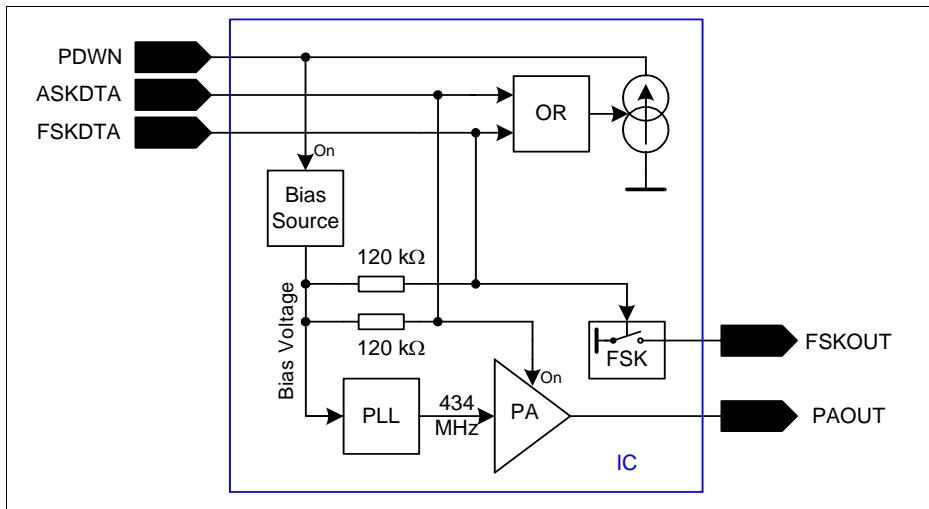 PDWN
ASKDTA
FSKDTA
OR
On
Bias
Source
120 kΩ
120 kΩ
Bias Voltage
FSK
FSKOUT
On
PLL
434
MHz
PA
PAOUT
IC